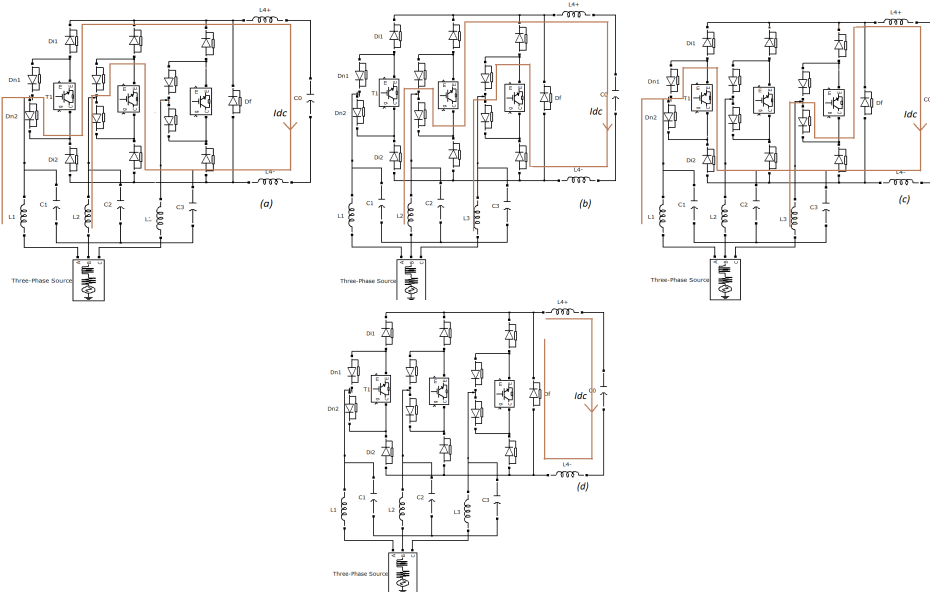 L4+
Di1
Dn1
T1
Dn2
C0
Df
Idc
Di2
L4-
(a)
L1
C1
L2
C2
C3
A B C
Three-Phase Source
L4+
Di1
Dn1
T1
Dn2
C0
Df
Idc
Di2
L4-
(b)
L1
C1
L2
C2
L3
C3
A B C
Three-Phase Source
L4+
Di1
Dn1
T1
Dn2
C0
Df
Idc
Di2
L4-
(c)
L1
C1
L2
C2
L3
C3
A B C
Three-Phase Source
L4+
Di1
Dn1
T1
Dn2
C0
Df
Idc
Di2
L4-
(d)
L1
C1
L2
C2
L3
C3
A B C
Three-Phase Source